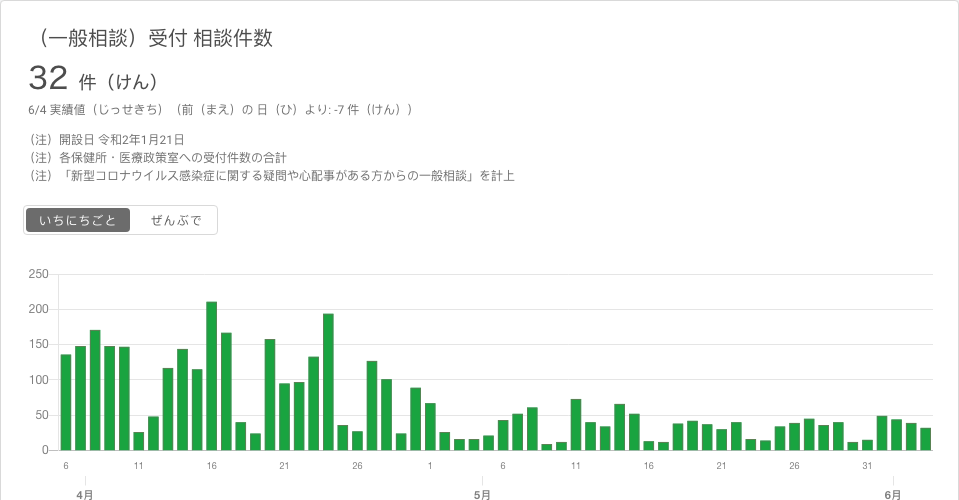 （一般相談）受付 相談件数
32 件（けん）
6/4 実績値（じっせきち）（前（まえ）の 日（ひ）より: -7 件（けん））
（注）開設日 令和2年1月21日
（注）各保健所・医療政策室への受付件数の合計
（注）「新型コロナウイルス感染症に関する疑問や心配事がある方からの一般相談」を計上
いちにちごと ぜんぶで
250
200
150
100
50
0
6 11 16 21 26 1 6 11 16 21 26 31
4月 5月 6月